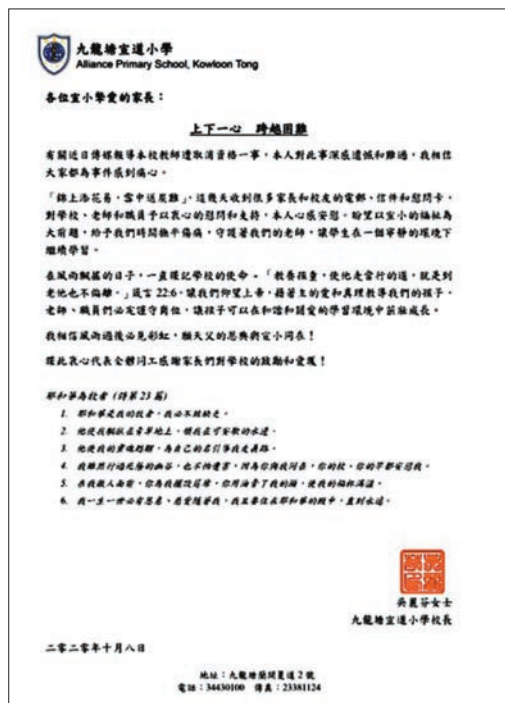 九龍塘宣道小學
Alliance Primary School, Kowloon Tong
各位宣小摯愛的家長：
上下一心　跨越困難
有關近日傳媒報導本校教師遭取消資格一事，本人對此事深感遺憾和難過，我相信
大家都為事件感到痛心。
「錦上添花易，雪中送炭難」，這幾天收到很多家長和校友的電郵、信件和慰問卡，
對學校、老師和職員予以衷心的慰問和支持，本人心感安慰。盼望以宣小的福祉為
大前題，給予我們時間撫平傷痛，守護著我們的老師，讓學生在一個寧靜的環境下
繼續學習。
在風雨飄搖的日子，一直謹記學校的使命。「教養孩童，使他走當行的道，就是到
老他也不偏離。」箴言 22:6。讓我們仰望上帝，藉著主的愛和真理教導我們的孩子。
老師、職員們必定謹守崗位，讓孩子可以在和諧和關愛的學習環境中茁壯成長。
我相信風雨過後必見彩虹，願天父的恩典與宣小同在！
謹此衷心代表全體同工感謝家長們對學校的鼓勵和愛護！
耶和華為牧者 (詩第 23 篇)
1. 耶和華是我的牧者，我必不致缺乏。
2. 他使我躺臥在青草地上，領我在可安歇的水邊。
3. 他使我的靈魂甦醒，為自己的名引導我走義路。
4. 我雖然行過死蔭的幽谷，也不怕遭害，因為你與我同在，你的杖，你的竿都安慰我。
5. 在我敵人面前，你為我擺設筵席，你用油膏了我的頭，使我的福杯滿溢。
6. 我一生一世必有恩惠、慈愛隨著我，我且要住在耶和華的殿中，直到永遠。
吳麗芬女士
九龍塘宣道小學校長
二零二零年十月八日
地址：九龍塘蘭開夏道 2 號
電話：34430100 傳真：23381124